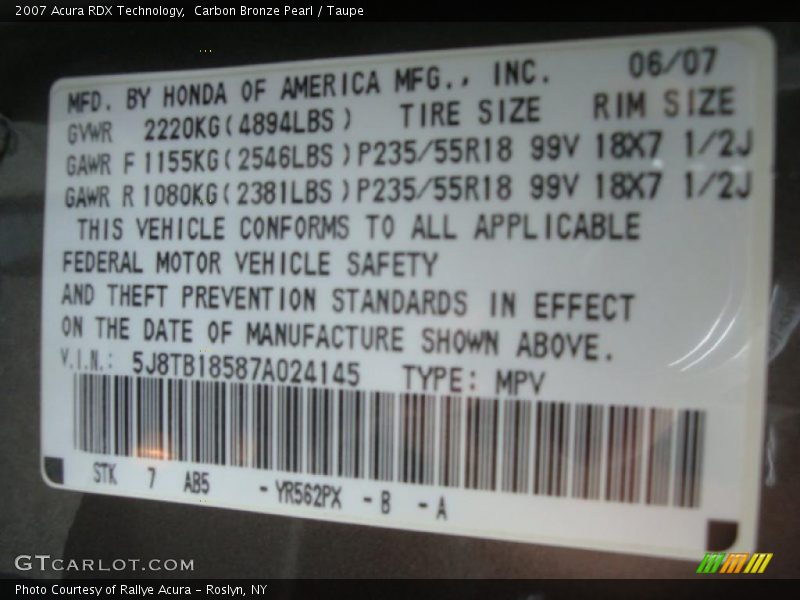 2007 Acura RDX Technology,  Carbon Bronze Pearl / Taupe
MFD. BY HONDA OF AMERICA MFG., INC. 06/07
GVWR 2220KG(4894LBS) TIRE SIZE RIM SIZE
GAWR F 1155KG(2546LBS)P235/55R18 99V 18X7 1/2J
GAWR R 1080KG(2381LBS)P235/55R18 99V 18X7 1/2J
THIS VEHICLE CONFORMS TO ALL APPLICABLE
FEDERAL MOTOR VEHICLE SAFETY
AND THEFT PREVENTION STANDARDS IN EFFECT
ON THE DATE OF MANUFACTURE SHOWN ABOVE.
V.I.N.: 5J8TB18587A024145 TYPE: MPV
STK 7 AB5 - YR562PX - B - A
GTCARLOT.COM
Photo Courtesy of Rallye Acura - Roslyn, NY